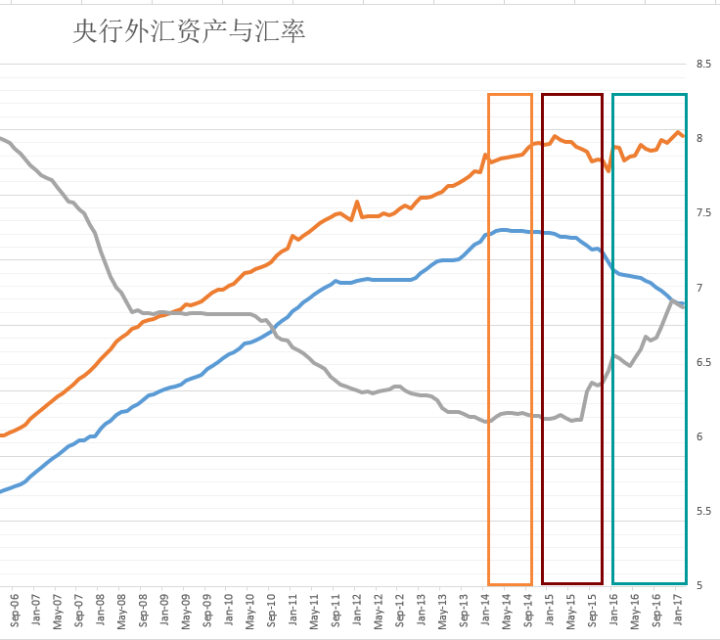 央行外汇资产与汇率
8.5
8
7.5
7
6.5
6
5.5
5
Sep-06
Jan-07
May-07
Sep-07
Jan-08
May-08
Sep-08
Jan-09
May-09
Sep-09
Jan-10
May-10
Sep-10
Jan-11
May-11
Sep-11
Jan-12
May-12
Sep-12
Jan-13
May-13
Sep-13
Jan-14
May-14
Sep-14
Jan-15
May-15
Sep-15
Jan-16
May-16
Sep-16
Jan-17